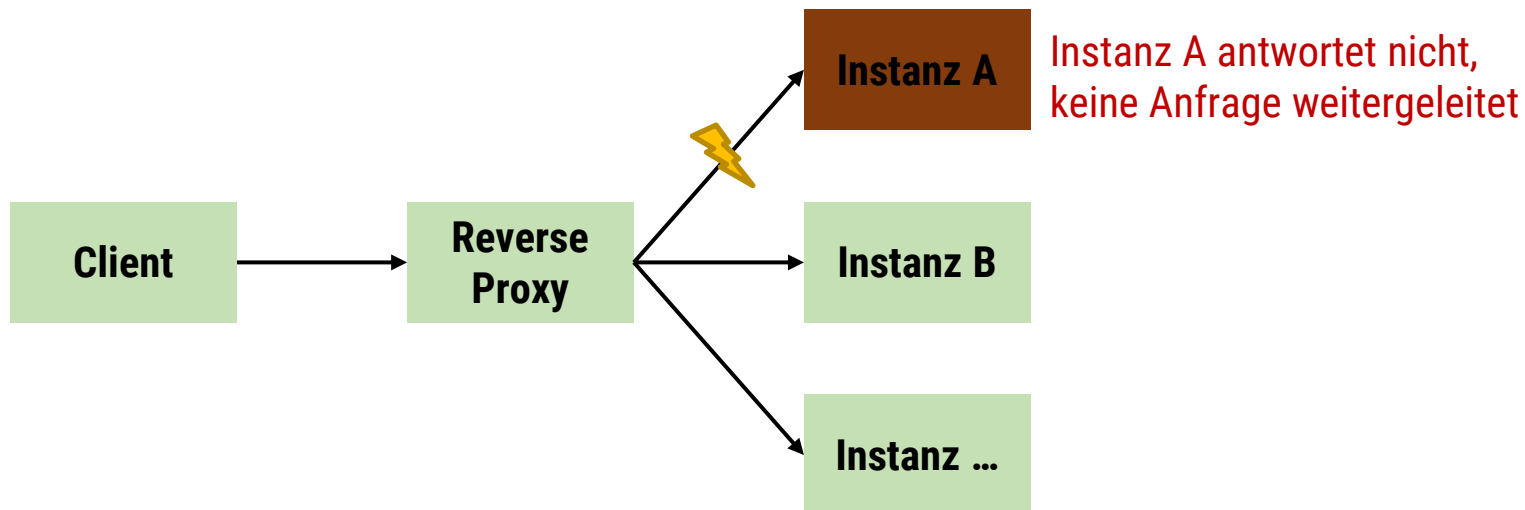 Instanz A
Instanz A antwortet nicht,
keine Anfrage weitergeleitet
Client
Reverse
Proxy
Instanz B
Instanz ...